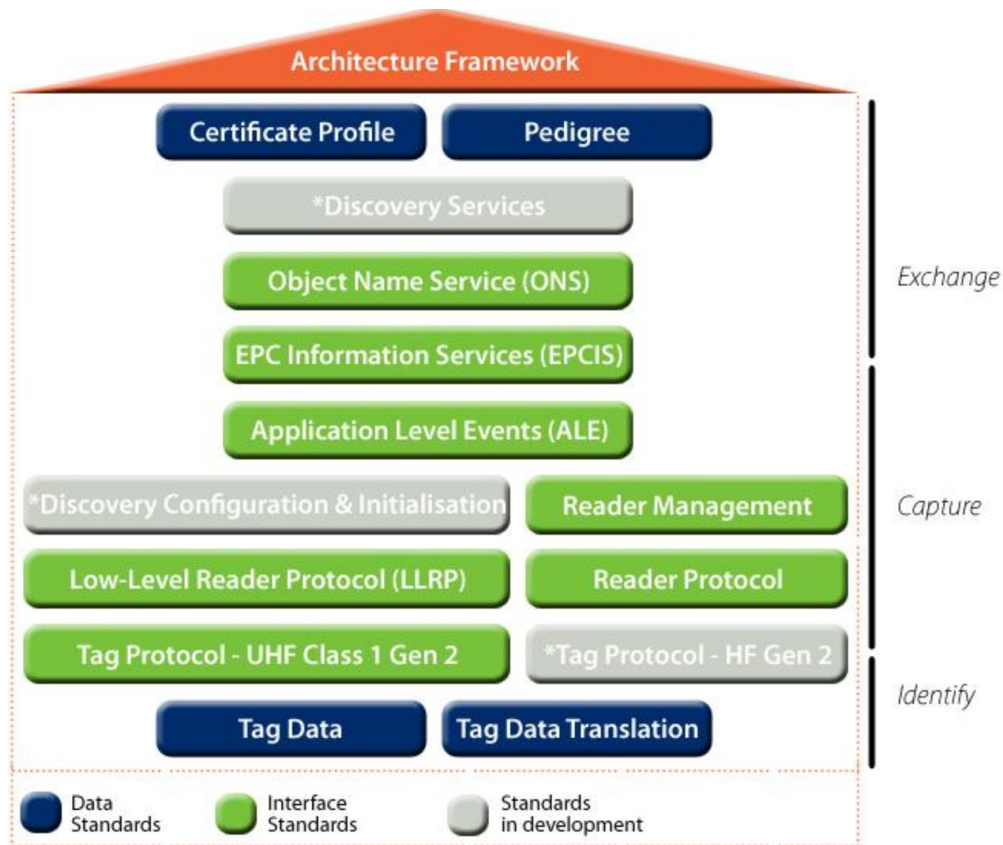 Architecture Framework
Certificate Profile
Pedigree
*Discovery Services
Object Name Service (ONS)
Exchange
EPC Information Services (EPCIS)
Application Level Events (ALE)
*Discovery Configuration & Initialisation
Reader Management
Capture
Low-Level Reader Protocol (LLRP)
Reader Protocol
Tag Protocol - UHF Class 1 Gen 2
*Tag Protocol - HF Gen 2
Identify
Tag Data
Tag Data Translation
Data
Standards
Interface
Standards
Standards
in development